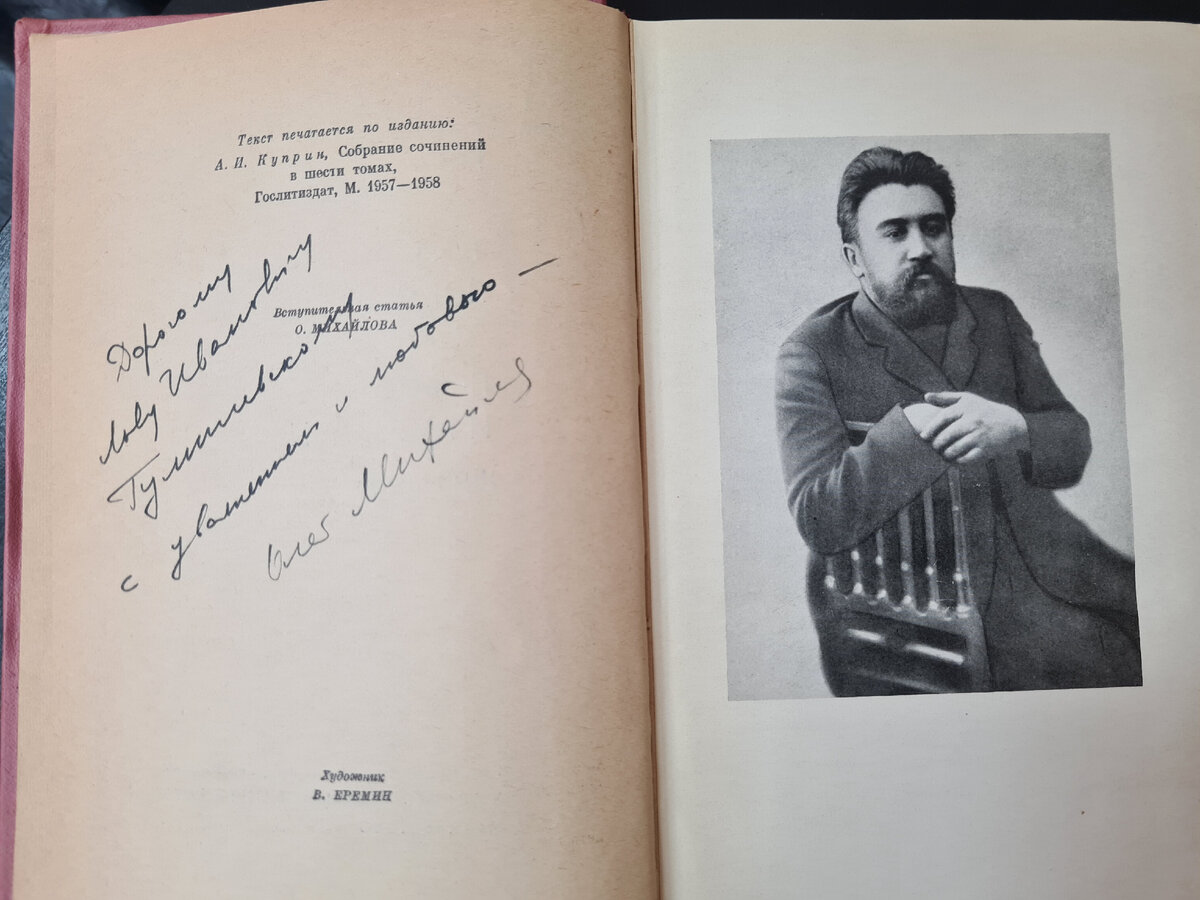 Текст печатается по изданию:
А. И. Куприн, Собрание сочинений
в шести томах,
Гослитиздат, М. 1957—1958
Дорогому
Льву Ивановичу
Вступительная статья
О. МИХАЙЛОВА
с уважением и любовью —
Олег Михайлов
Художник
В. ЕРЕМИН